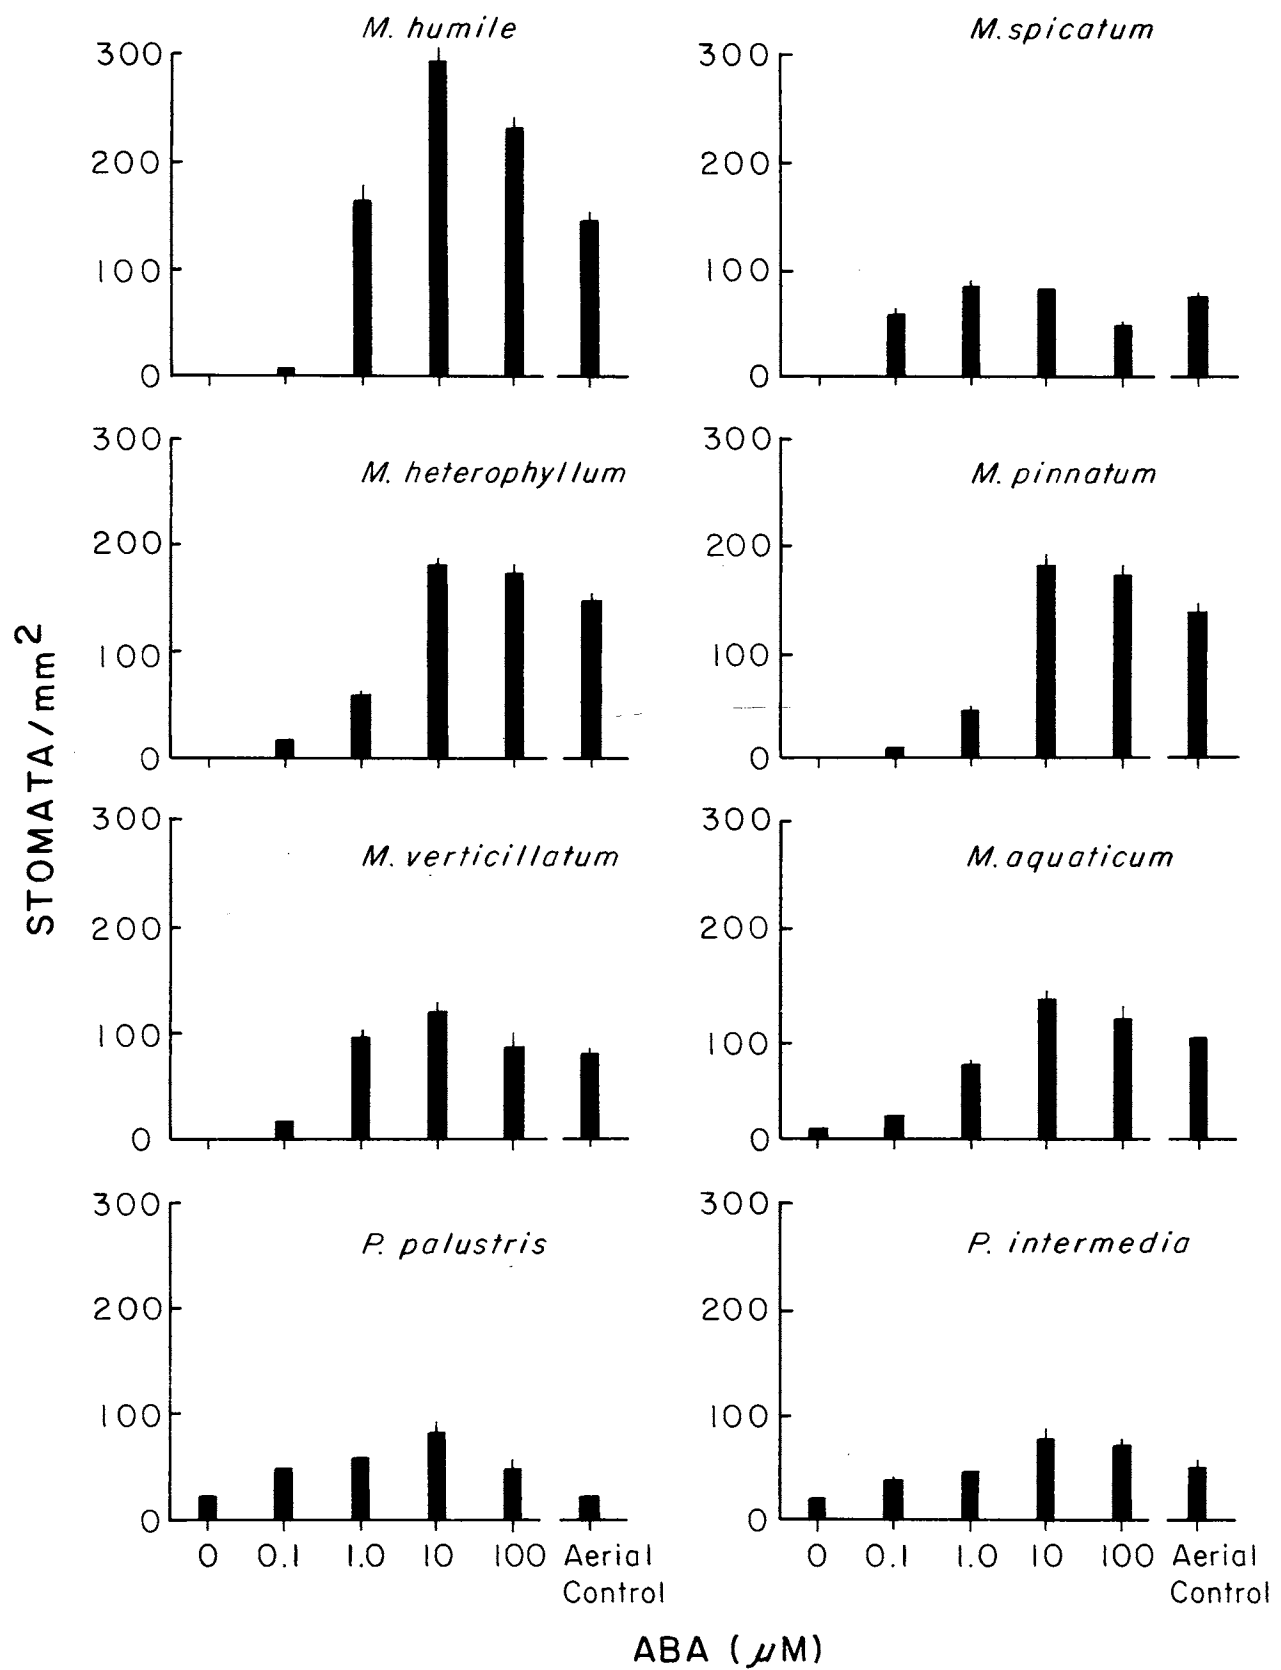 M. humile
M. spicatum
300
200
100
0
300
200
100
0
M. heterophyllum
M. pinnatum
300
200
100
0
300
200
100
0
STOMATA/mm²
M. verticillatum
M. aquaticum
300
200
100
0
300
200
100
0
P. palustris
P. intermedia
300
200
100
0
300
200
100
0
0 0.1 1.0 10 100 Aerial
Control
0 0.1 1.0 10 100 Aerial
Control
ABA (μM)